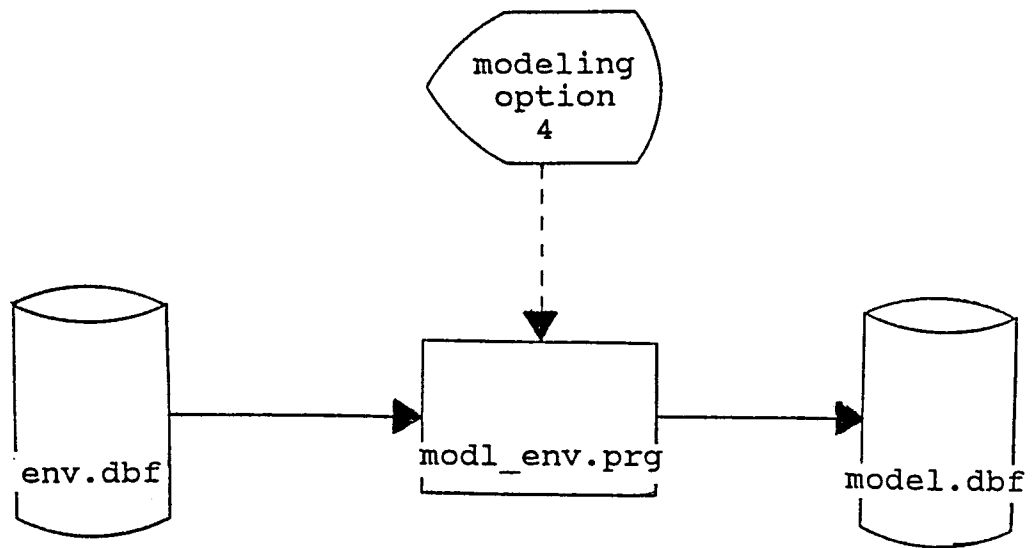 modeling
option
4
env.dbf
modl_env.prg
model.dbf